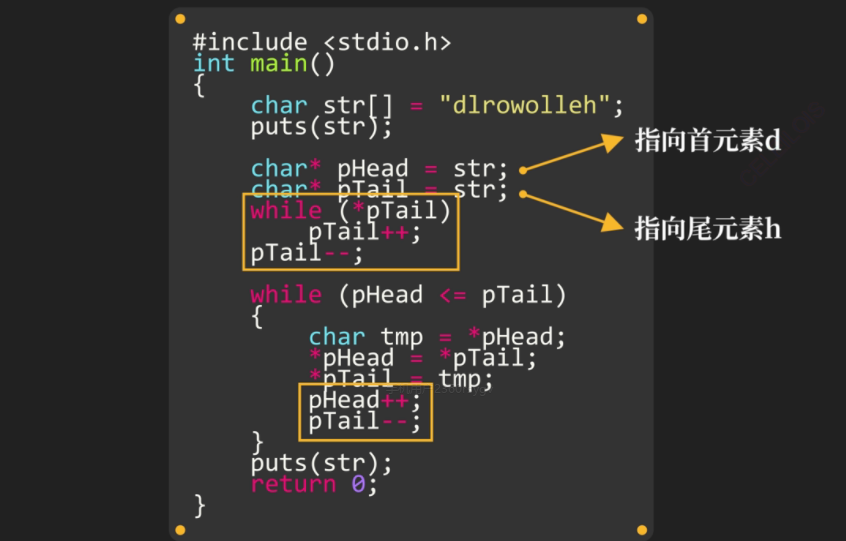 #include <stdio.h>
int main()
{
    char str[] = "dlrowolleh";
    puts(str);
    char* pHead = str;
指向首元素d
    char* pTail = str;
指向尾元素h
    while (*pTail)
        pTail++;
    pTail--;
    while (pHead <= pTail)
    {
        char tmp = *pHead;
        *pHead = *pTail;
        *pTail = tmp;
        pHead++;
        pTail--;
    }
    puts(str);
    return 0;
}